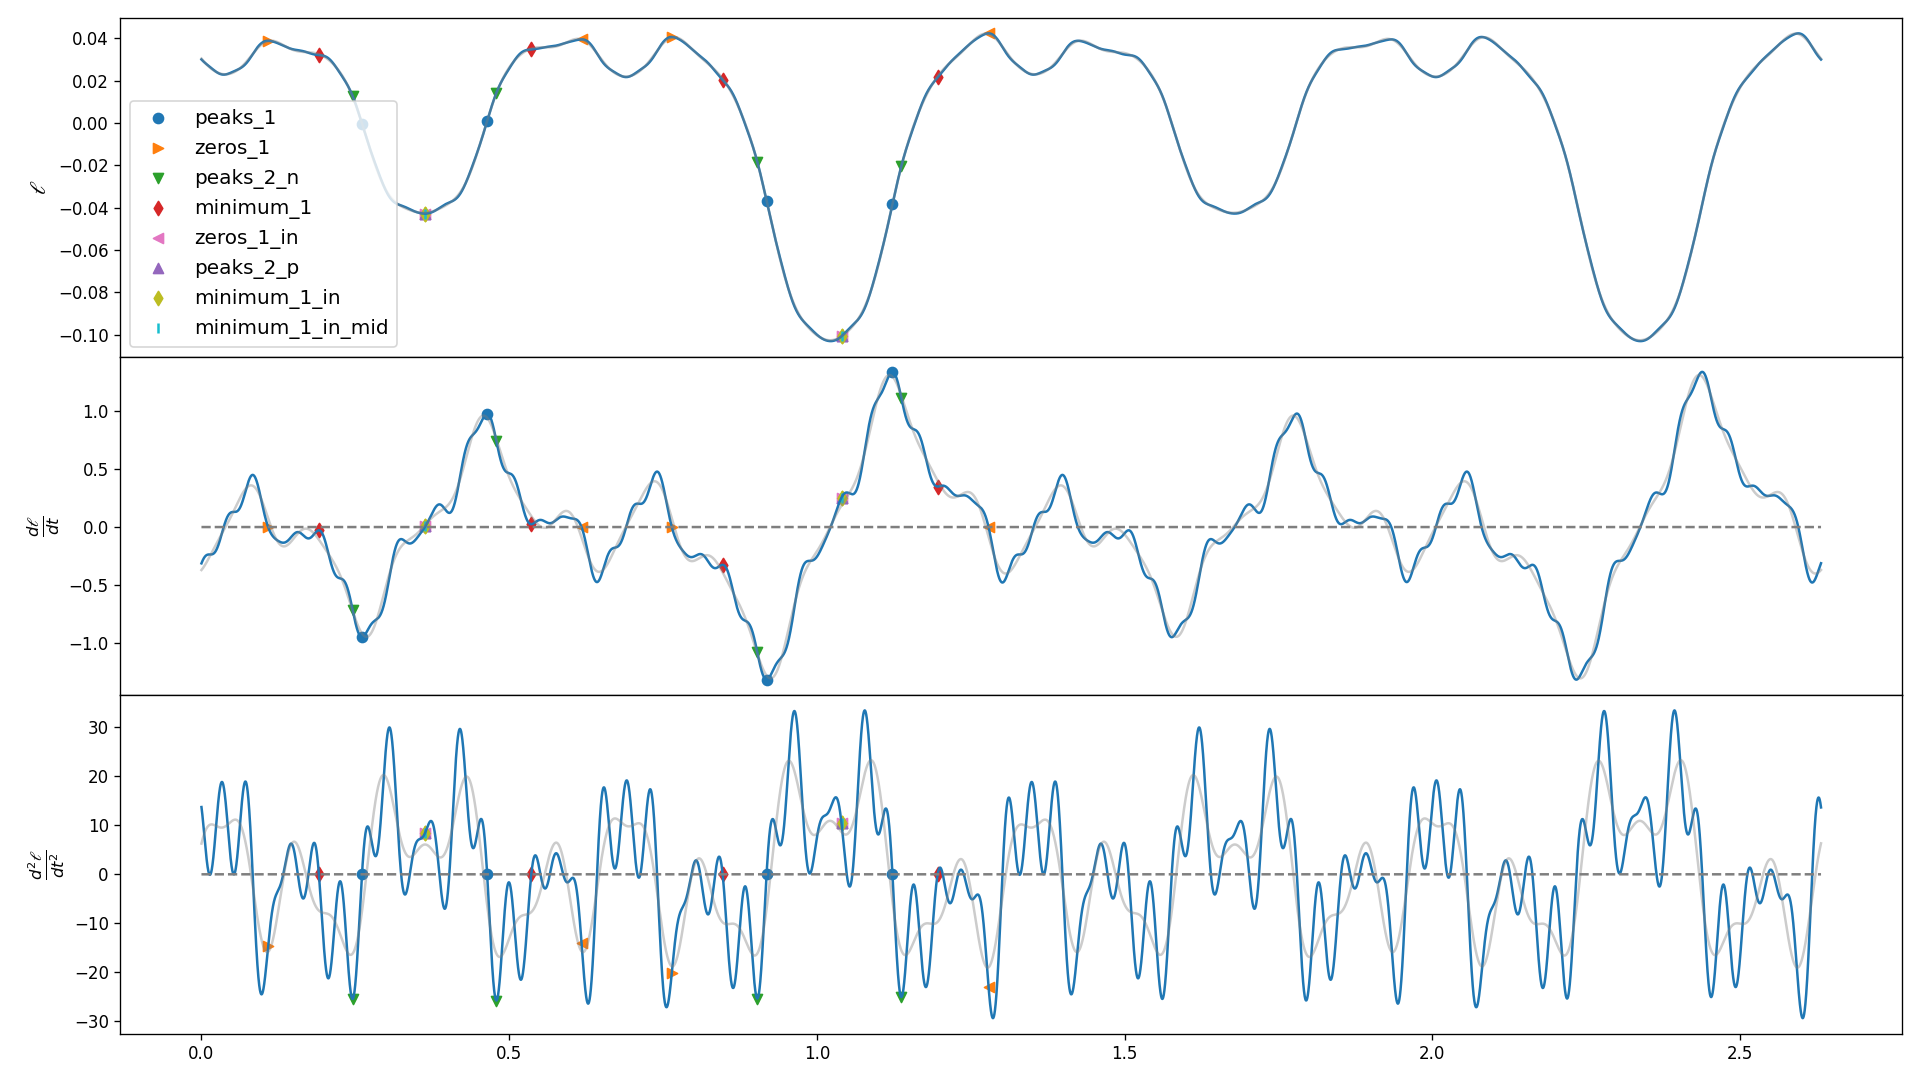 0.04
0.02
0.00
−0.02
−0.04
−0.06
−0.08
−0.10
ℓ
peaks_1
zeros_1
peaks_2_n
minimum_1
zeros_1_in
peaks_2_p
minimum_1_in
minimum_1_in_mid
1.0
0.5
0.0
−0.5
−1.0
dℓ
dt
30
20
10
0
−10
−20
−30
d²ℓ
dt²
0.0 0.5 1.0 1.5 2.0 2.5